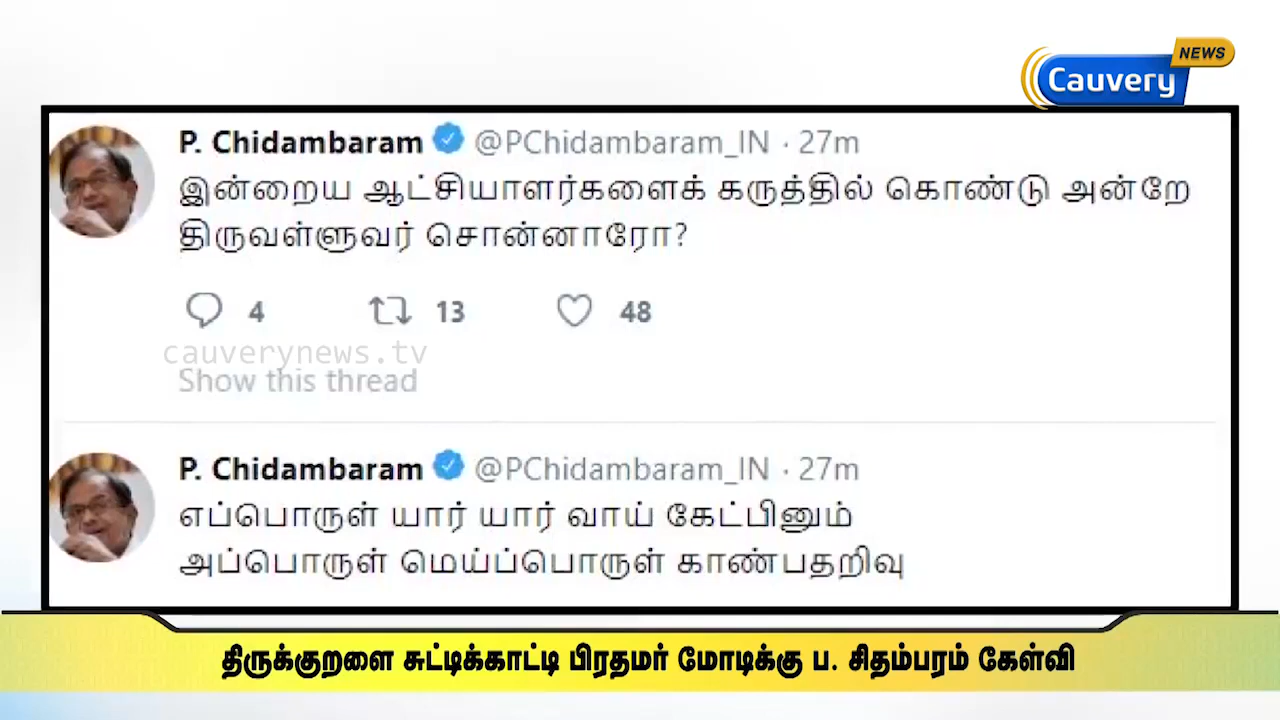 NEWS
Cauvery
P. Chidambaram @PChidambaram_IN · 27m
இன்றைய ஆட்சியாளர்களைக் கருத்தில் கொண்டு அன்றே
திருவள்ளுவர் சொன்னாரோ?
4 13 48
cauverynews.tv
Show this thread
P. Chidambaram @PChidambaram_IN · 27m
எப்பொருள் யார் யார் வாய் கேட்பினும்
அப்பொருள் மெய்ப்பொருள் காண்பதறிவு
திருக்குறளை சுட்டிக்காட்டி பிரதமர் மோடிக்கு ப. சிதம்பரம் கேள்வி